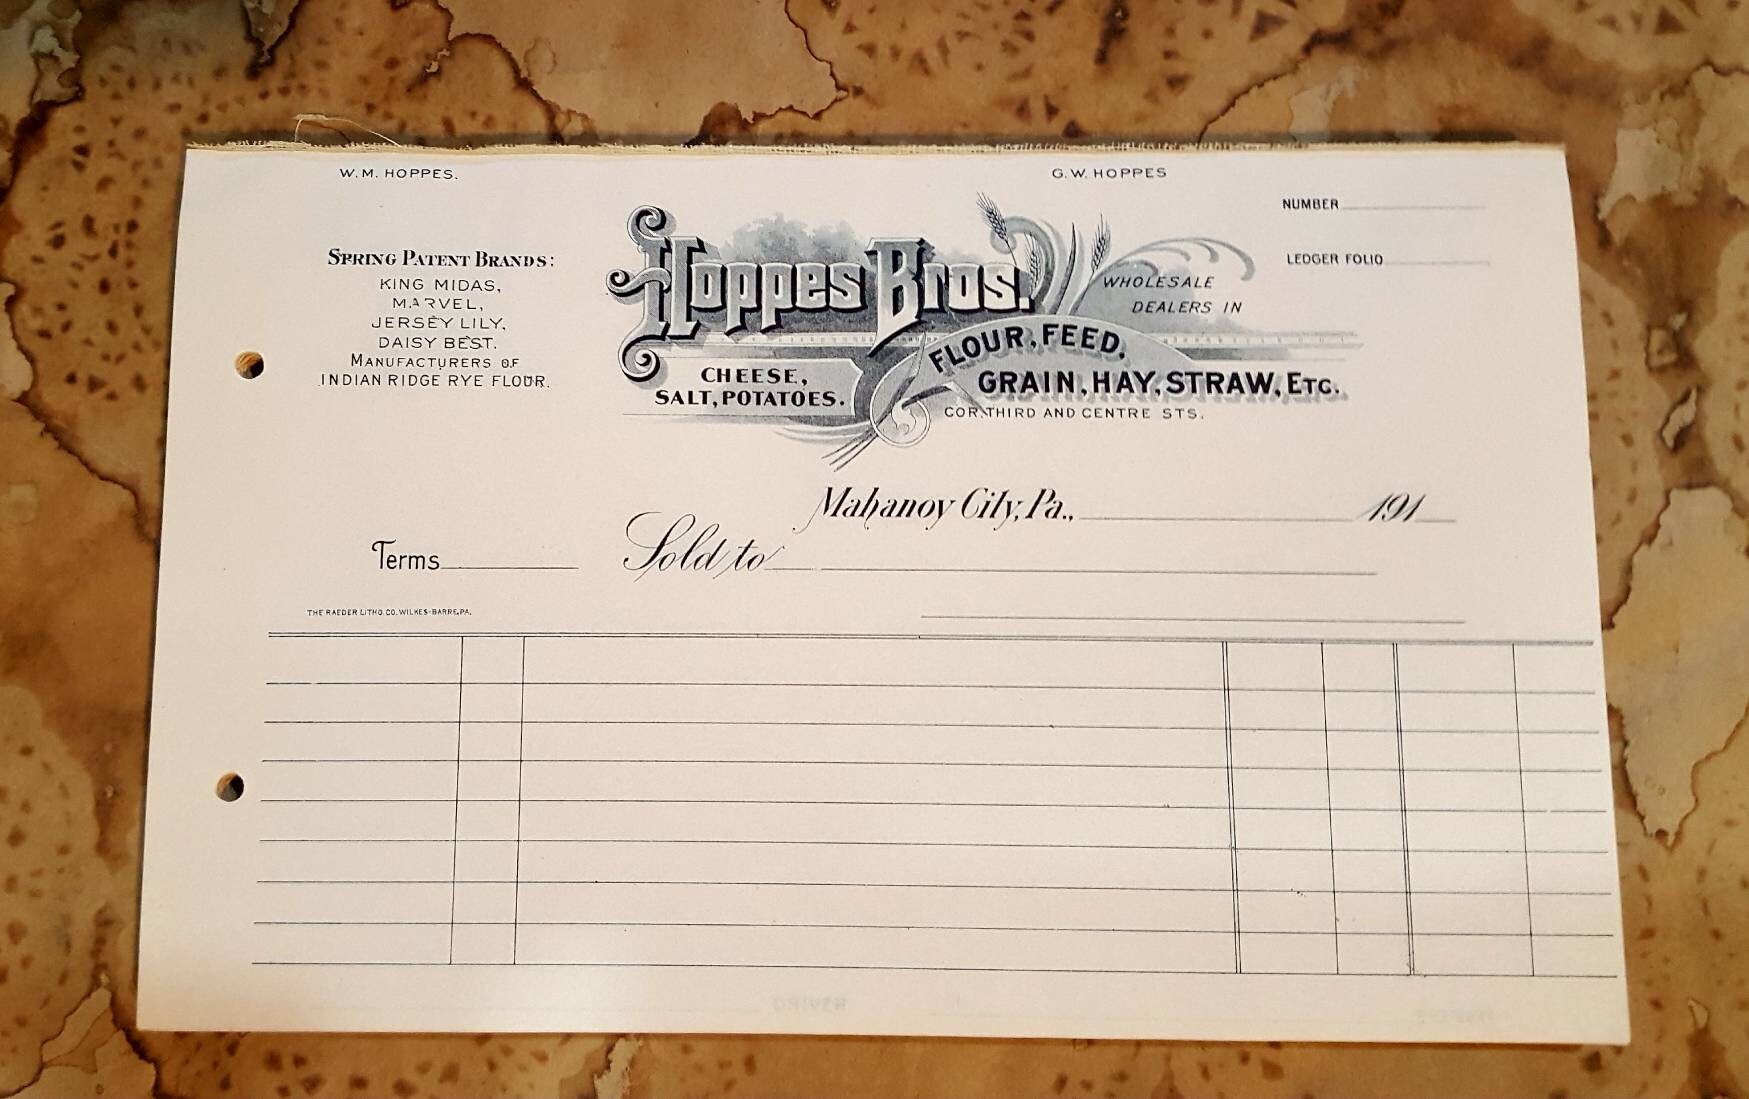 W.M. HOPPES.
G.W. HOPPES
NUMBER
LEDGER FOLIO
SPRING PATENT BRANDS:
KING MIDAS,
MARVEL,
JERSEY LILY,
DAISY BEST.
MANUFACTURERS OF
INDIAN RIDGE RYE FLOUR.
HOPPES BROS.
WHOLESALE
DEALERS IN
FLOUR, FEED,
GRAIN, HAY, STRAW, ETC.
CHEESE,
SALT, POTATOES.
COR. THIRD AND CENTRE STS.
Mahanoy City, Pa., 191
Terms
Sold to
THE RAEDER LITHO. CO. WILKES-BARRE, PA.